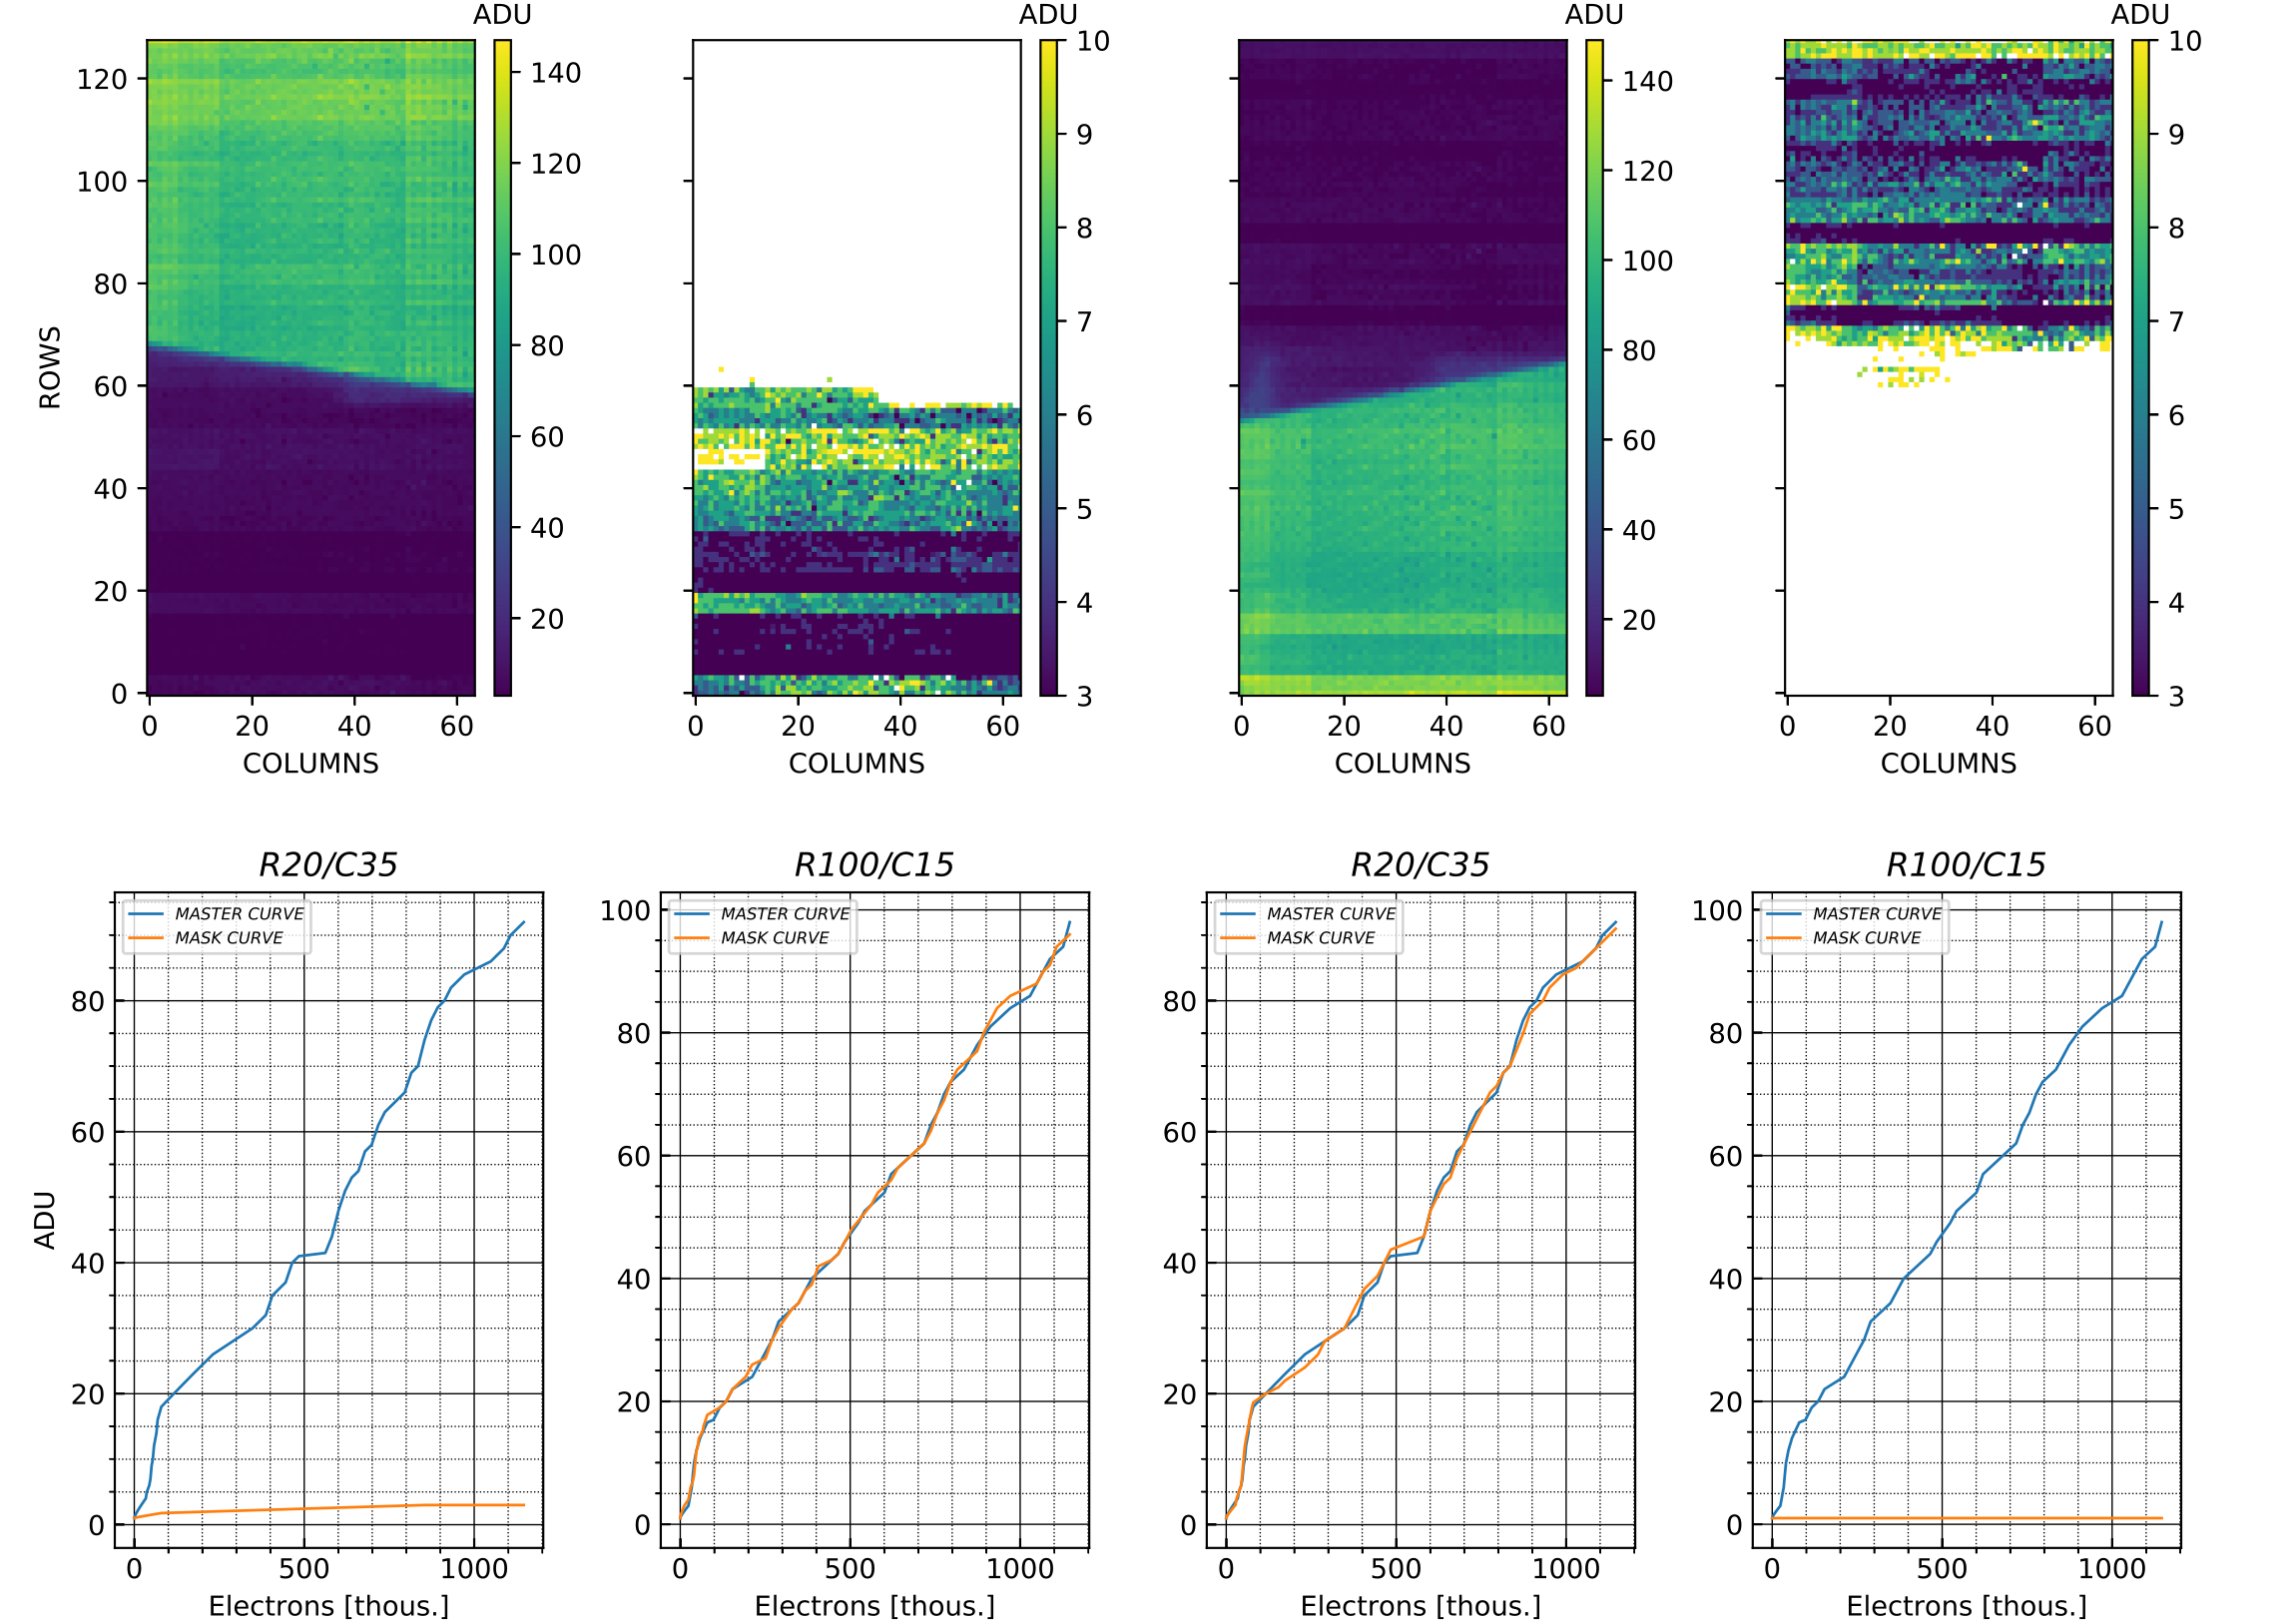 ADU ADU ADU ADU
ROWS
120
100
80
60
40
20
0
0 20 40 60
COLUMNS
140
120
100
80
60
40
20
0 20 40 60
COLUMNS
10
9
8
7
6
5
4
3
0 20 40 60
COLUMNS
140
120
100
80
60
40
20
0 20 40 60
COLUMNS
10
9
8
7
6
5
4
3
R20/C35
MASTER CURVE
MASK CURVE
ADU
80
60
40
20
0
0 500 1000
Electrons [thous.]
R100/C15
MASTER CURVE
MASK CURVE
100
80
60
40
20
0
0 500 1000
Electrons [thous.]
R20/C35
MASTER CURVE
MASK CURVE
80
60
40
20
0
0 500 1000
Electrons [thous.]
R100/C15
MASTER CURVE
MASK CURVE
100
80
60
40
20
0
0 500 1000
Electrons [thous.]